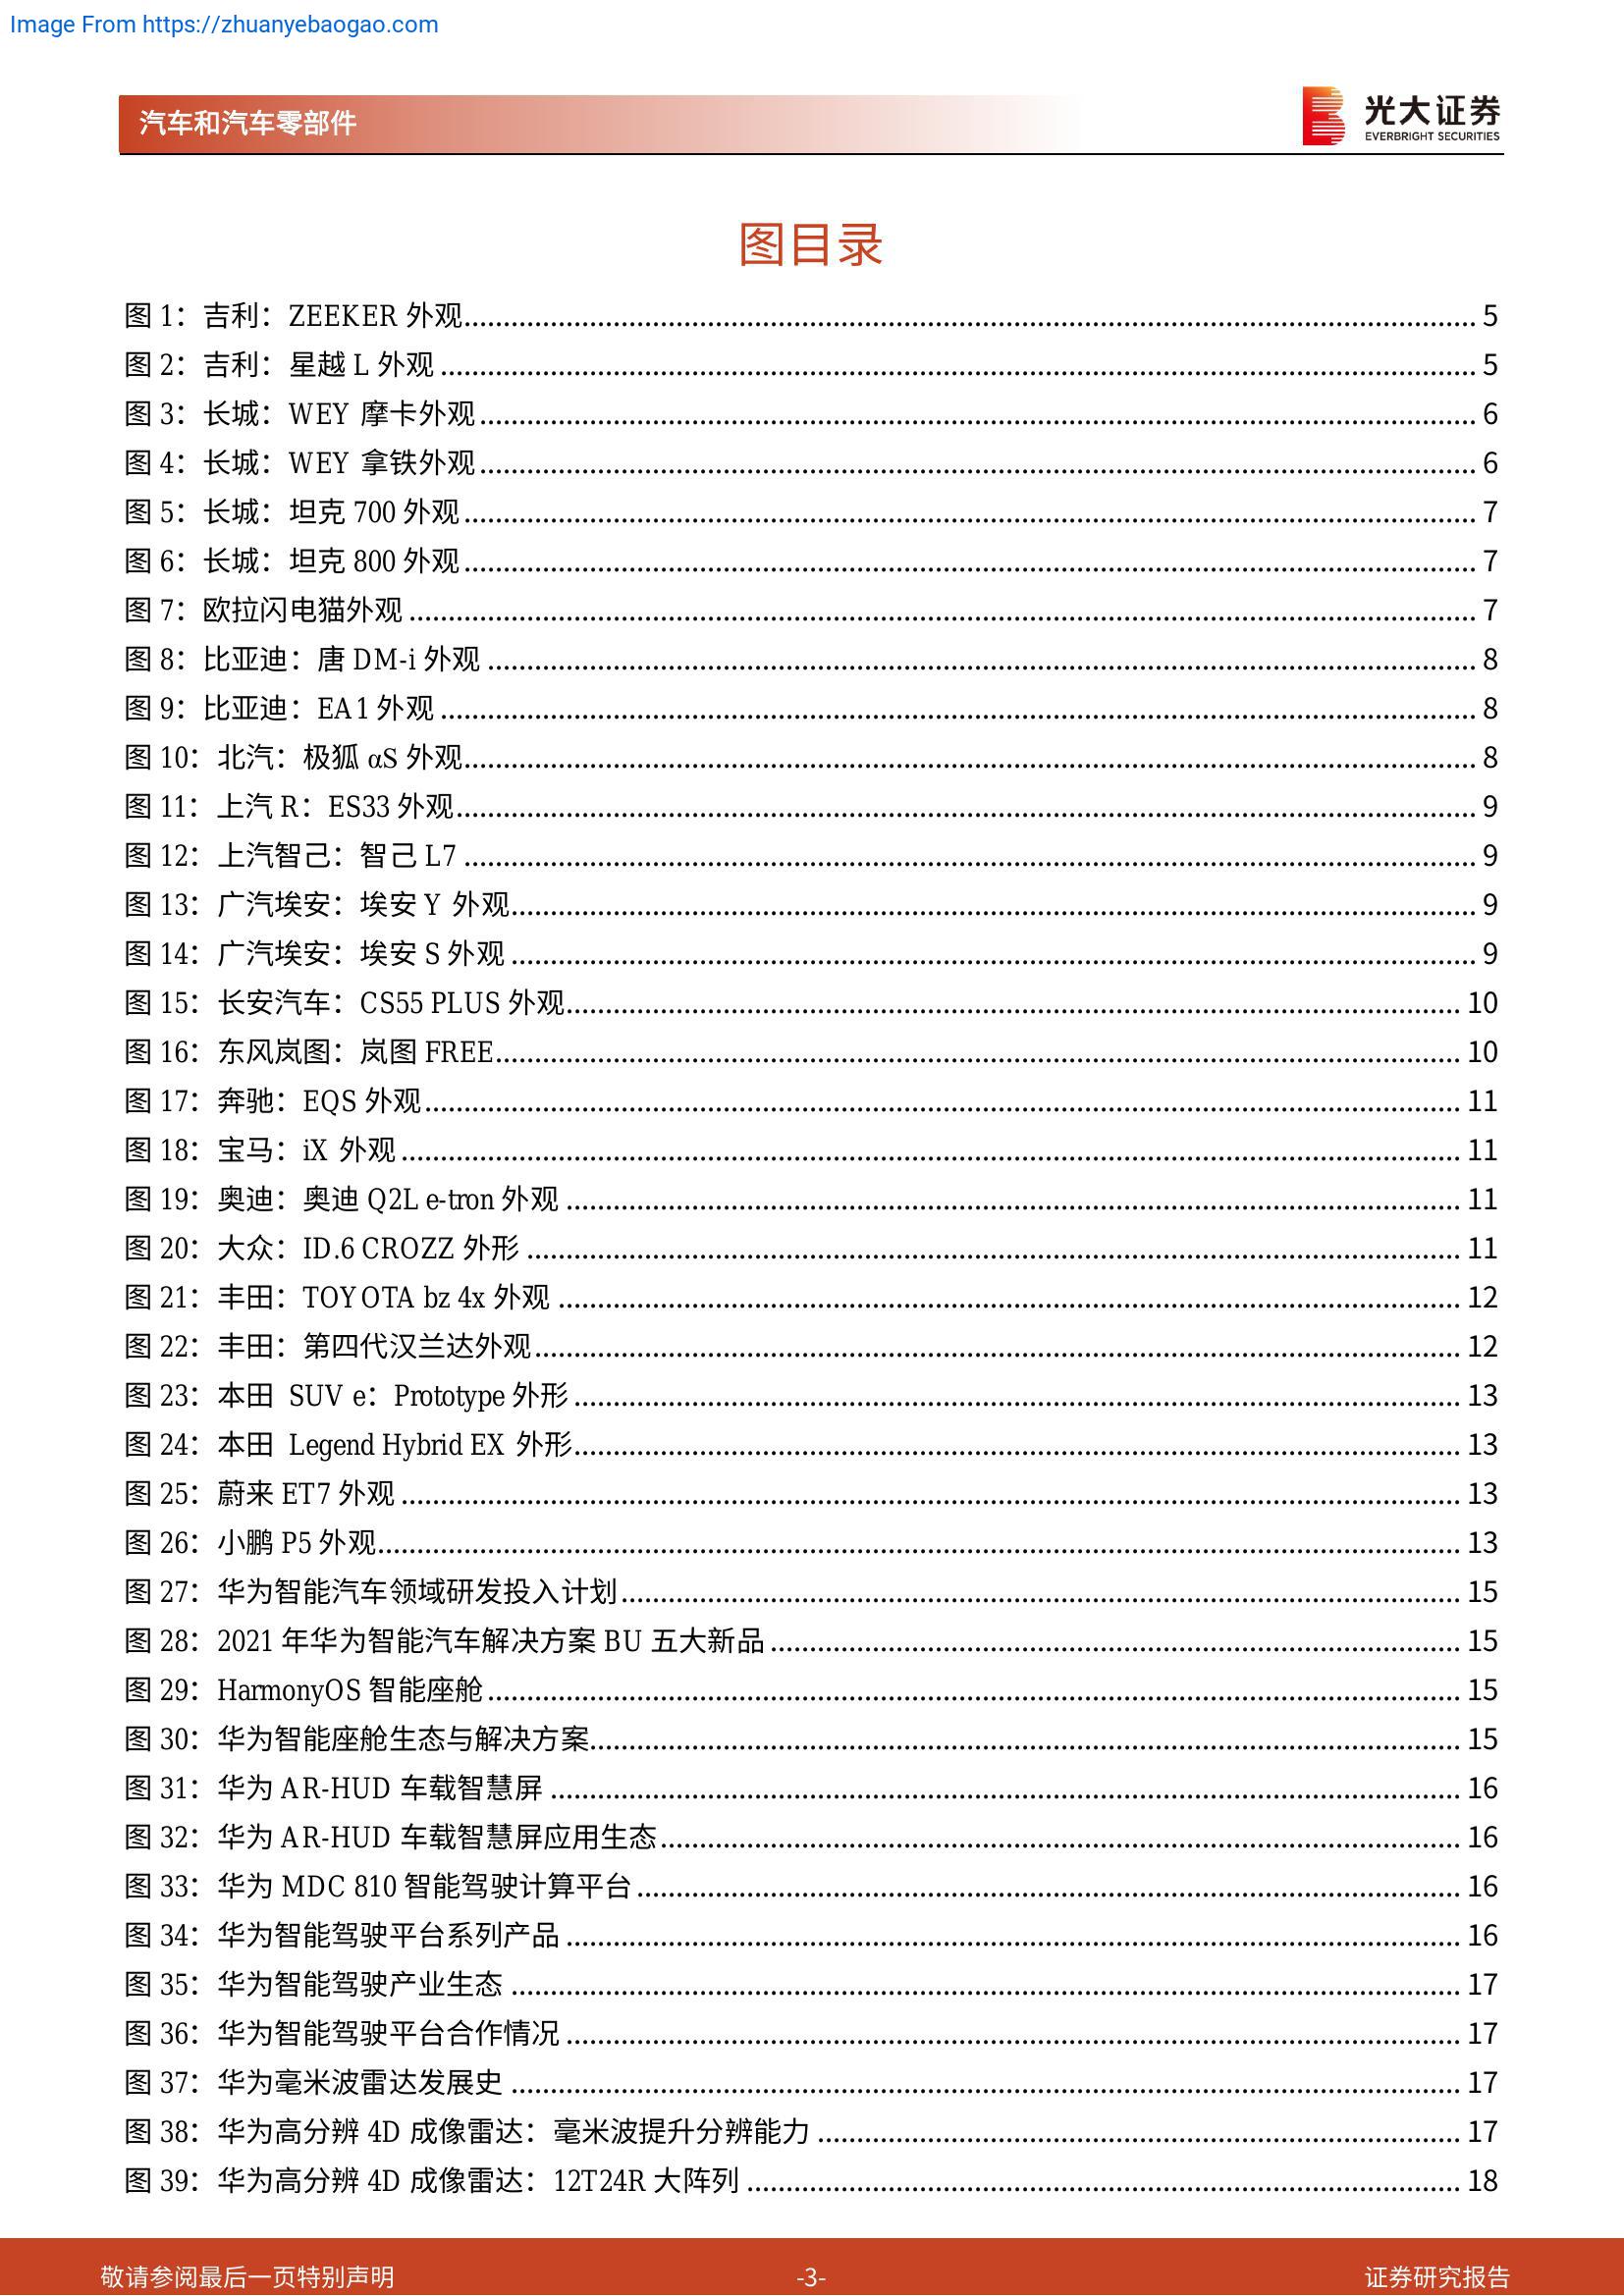 Image From https://zhuanyebaogao.com
汽车和汽车零部件
光大证券
EVERBRIGHT SECURITIES
图目录
图 1：吉利：ZEEKER 外观........ 5
图 2：吉利：星越 L 外观........ 5
图 3：长城：WEY 摩卡外观........ 6
图 4：长城：WEY 拿铁外观........ 6
图 5：长城：坦克 700 外观........ 7
图 6：长城：坦克 800 外观........ 7
图 7：欧拉闪电猫外观........ 7
图 8：比亚迪：唐 DM-i 外观........ 8
图 9：比亚迪：EA1 外观........ 8
图 10：北汽：极狐 αS 外观........ 8
图 11：上汽 R：ES33 外观........ 9
图 12：上汽智己：智己 L7........ 9
图 13：广汽埃安：埃安 Y 外观........ 9
图 14：广汽埃安：埃安 S 外观........ 9
图 15：长安汽车：CS55 PLUS 外观........ 10
图 16：东风岚图：岚图 FREE........ 10
图 17：奔驰：EQS 外观........ 11
图 18：宝马：iX 外观........ 11
图 19：奥迪：奥迪 Q2L e-tron 外观........ 11
图 20：大众：ID.6 CROZZ 外形........ 11
图 21：丰田：TOYOTA bz 4x 外观........ 12
图 22：丰田：第四代汉兰达外观........ 12
图 23：本田 SUV e：Prototype 外形........ 13
图 24：本田 Legend Hybrid EX 外形........ 13
图 25：蔚来 ET7 外观........ 13
图 26：小鹏 P5 外观........ 13
图 27：华为智能汽车领域研发投入计划........ 15
图 28：2021 年华为智能汽车解决方案 BU 五大新品........ 15
图 29：HarmonyOS 智能座舱........ 15
图 30：华为智能座舱生态与解决方案........ 15
图 31：华为 AR-HUD 车载智慧屏........ 16
图 32：华为 AR-HUD 车载智慧屏应用生态........ 16
图 33：华为 MDC 810 智能驾驶计算平台........ 16
图 34：华为智能驾驶平台系列产品........ 16
图 35：华为智能驾驶产业生态........ 17
图 36：华为智能驾驶平台合作情况........ 17
图 37：华为毫米波雷达发展史........ 17
图 38：华为高分辨 4D 成像雷达：毫米波提升分辨能力........ 17
图 39：华为高分辨 4D 成像雷达：12T24R 大阵列........ 18
敬请参阅最后一页特别声明
-3-
证券研究报告